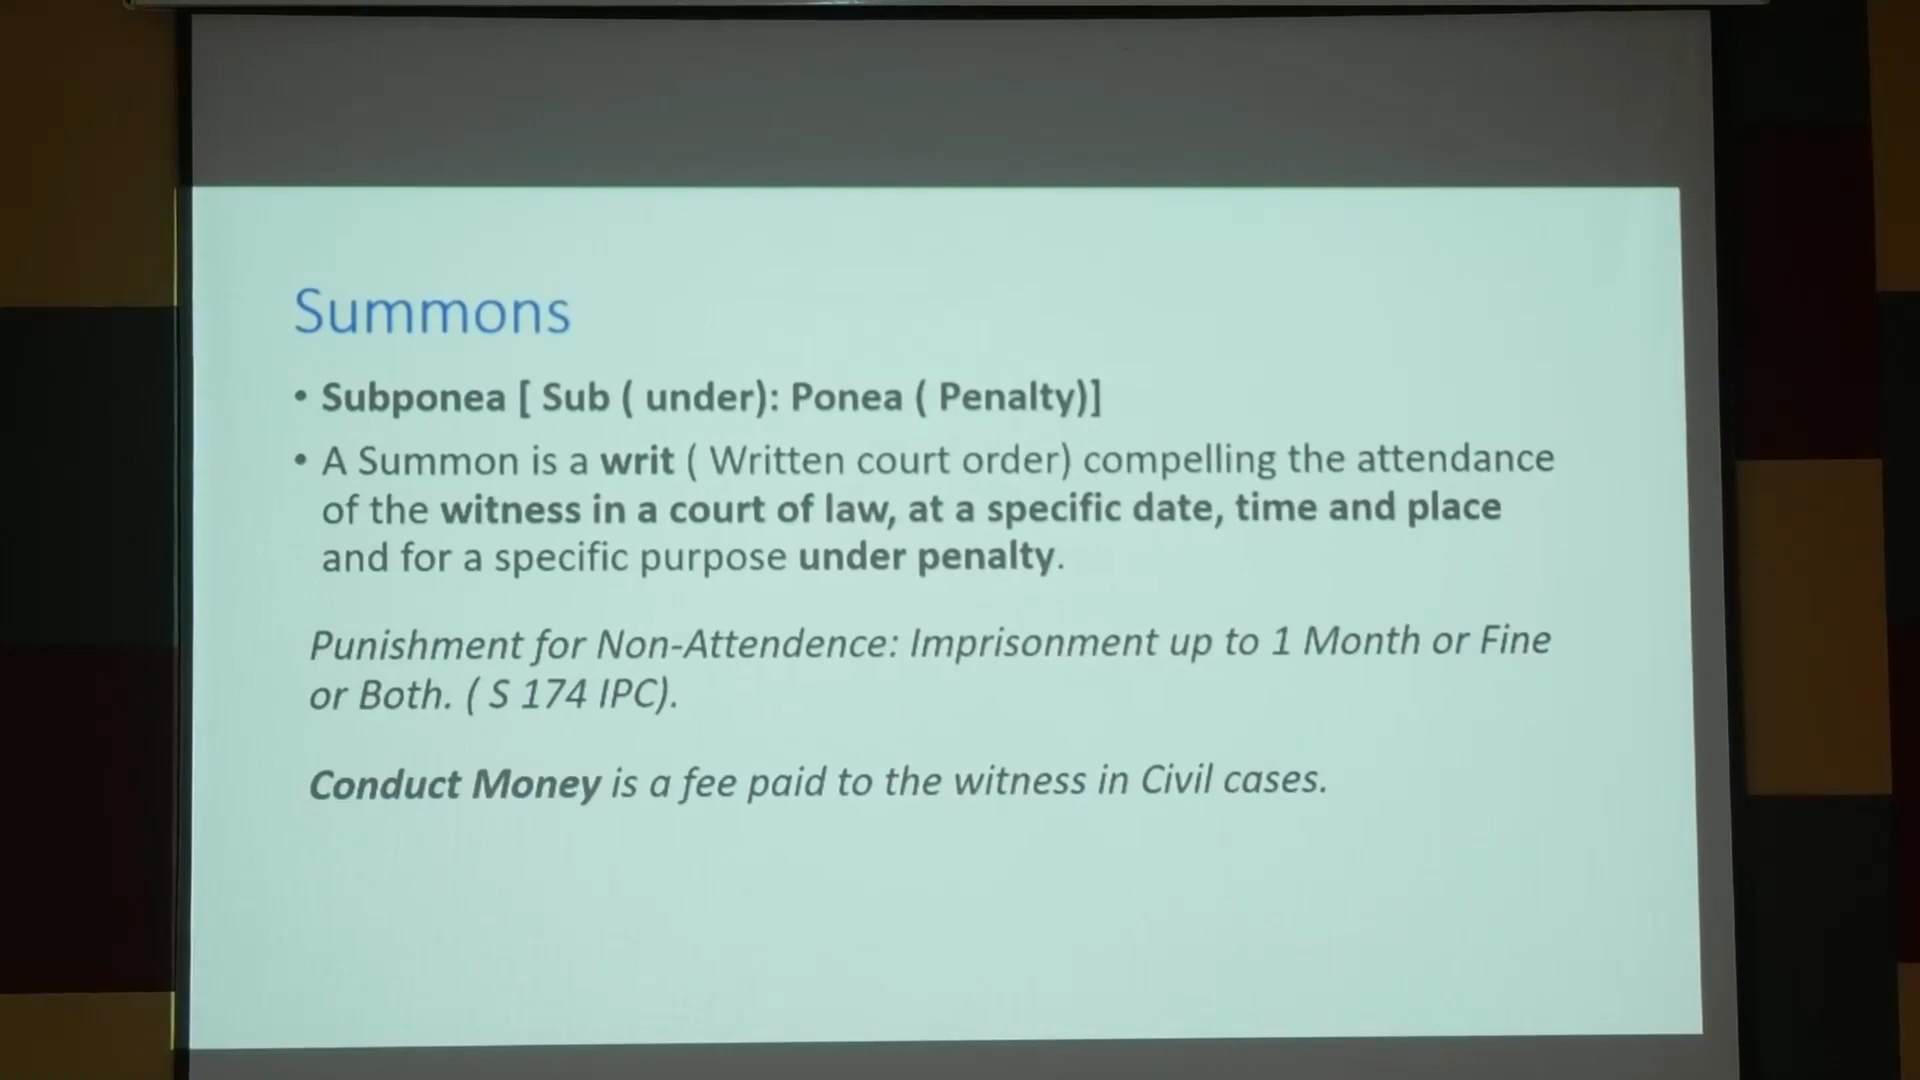 Summons
• Subponea [ Sub ( under): Ponea ( Penalty)]
• A Summon is a writ ( Written court order) compelling the attendance
of the witness in a court of law, at a specific date, time and place
and for a specific purpose under penalty.
Punishment for Non-Attendence: Imprisonment up to 1 Month or Fine
or Both. ( S 174 IPC).
Conduct Money is a fee paid to the witness in Civil cases.